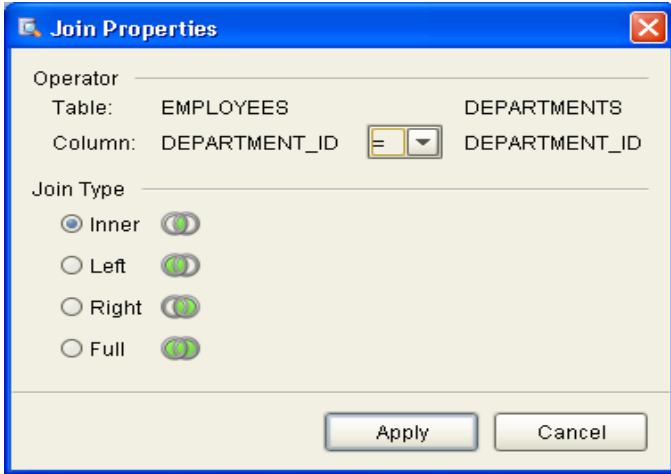 Join Properties
Operator
Table: EMPLOYEES DEPARTMENTS
Column: DEPARTMENT_ID = DEPARTMENT_ID
Join Type
Inner
Left
Right
Full
Apply Cancel